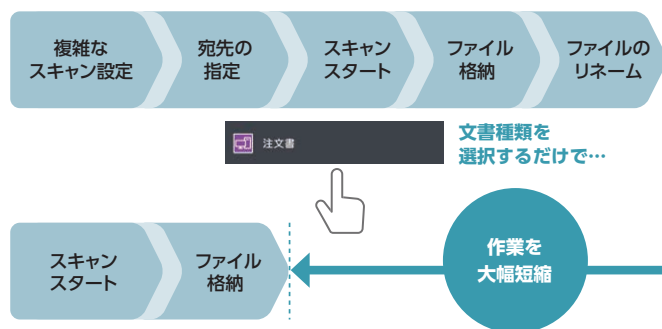 複雑な
スキャン設定
宛先の
指定
スキャン
スタート
ファイル
格納
ファイルの
リネーム
注文書
文書種類を
選択するだけで…
スキャン
スタート
ファイル
格納
作業を
大幅短縮